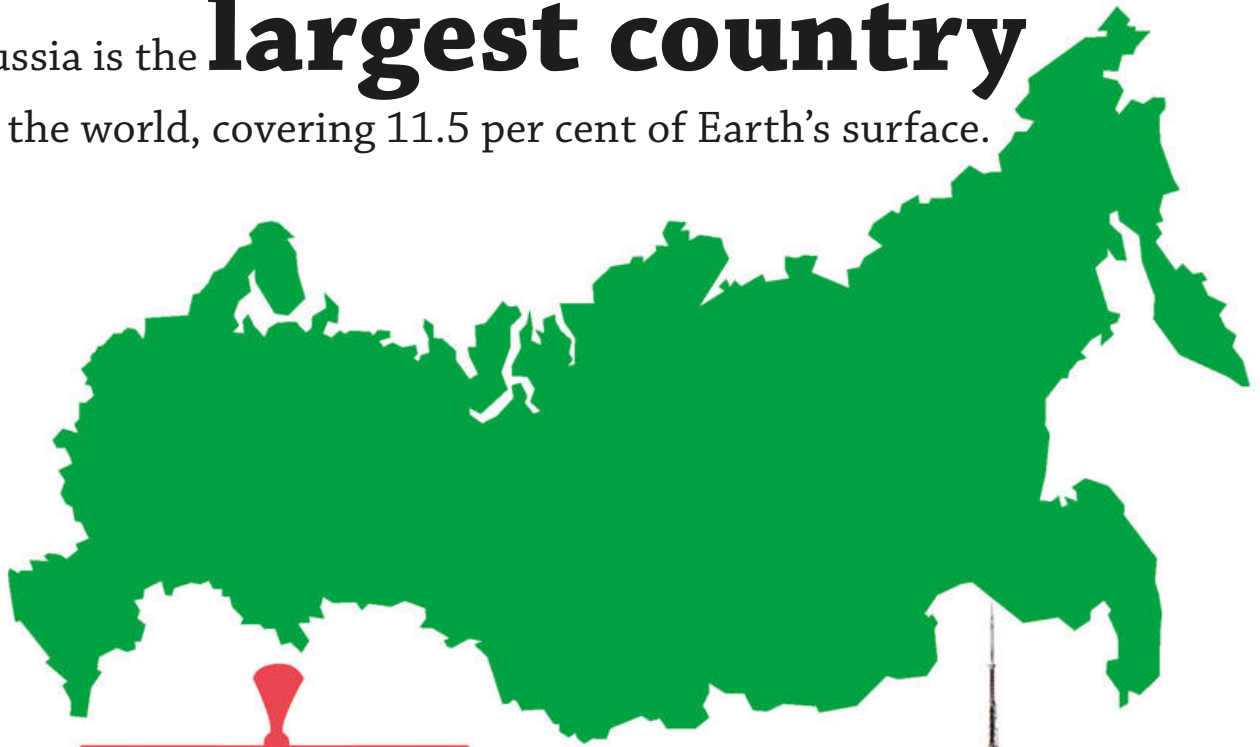 ussia is the largest country
the world, covering 11.5 per cent of Earth’s surface.